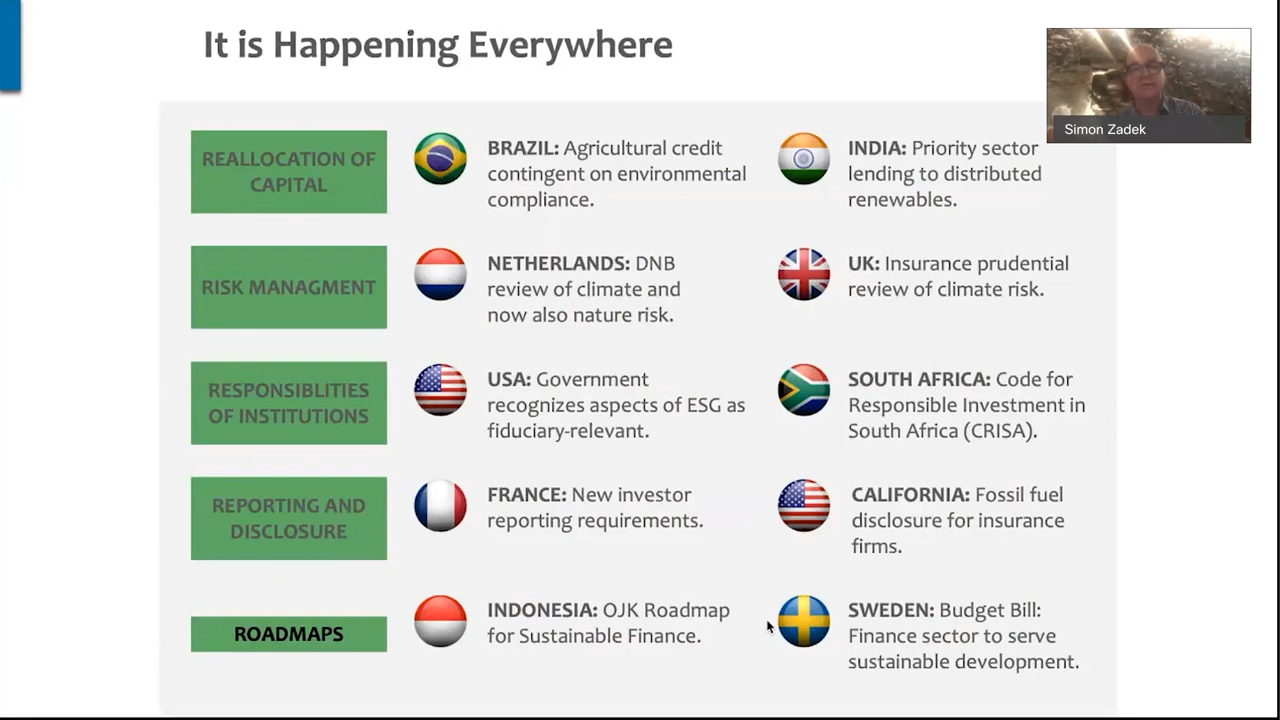 It is Happening Everywhere
Simon Zadek
REALLOCATION OF
CAPITAL
BRAZIL: Agricultural credit
contingent on environmental
compliance.
INDIA: Priority sector
lending to distributed
renewables.
RISK MANAGMENT
NETHERLANDS: DNB
review of climate and
now also nature risk.
UK: Insurance prudential
review of climate risk.
RESPONSIBLITIES
OF INSTITUTIONS
USA: Government
recognizes aspects of ESG as
fiduciary-relevant.
SOUTH AFRICA: Code for
Responsible Investment in
South Africa (CRISA).
REPORTING AND
DISCLOSURE
FRANCE: New investor
reporting requirements.
CALIFORNIA: Fossil fuel
disclosure for insurance
firms.
ROADMAPS
INDONESIA: OJK Roadmap
for Sustainable Finance.
SWEDEN: Budget Bill:
Finance sector to serve
sustainable development.